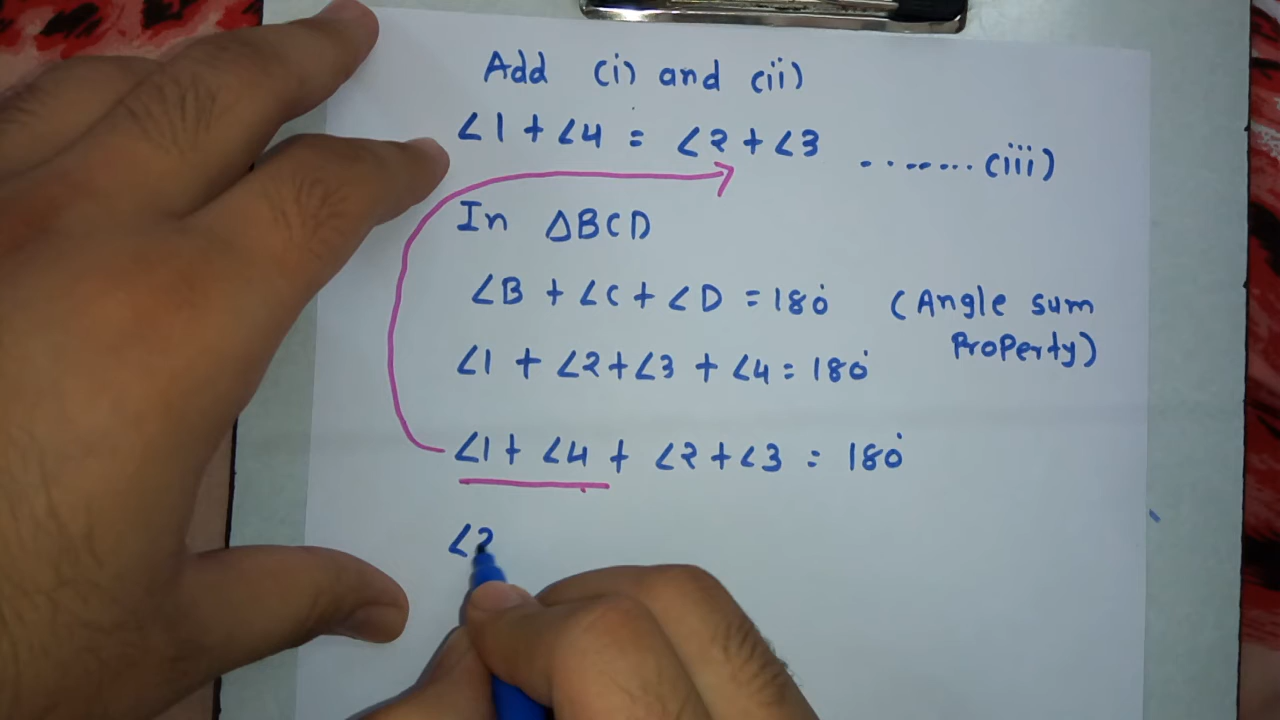 Add (i) and (ii)
∠1 + ∠4 = ∠2 + ∠3 ....... (iii)
In △BCD
∠B + ∠C + ∠D = 180° (Angle sum
Property)
∠1 + ∠2 + ∠3 + ∠4 = 180°
∠1 + ∠4 + ∠2 + ∠3 = 180°
∠2